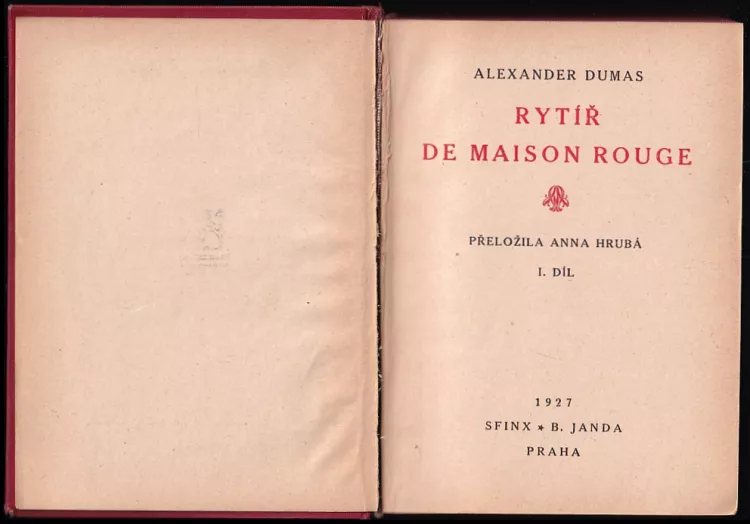 ALEXANDER DUMAS
RYTÍŘ
DE MAISON ROUGE
PŘELOŽILA ANNA HRUBÁ
I. DÍL
1927
SFINX ★ B. JANDA
PRAHA